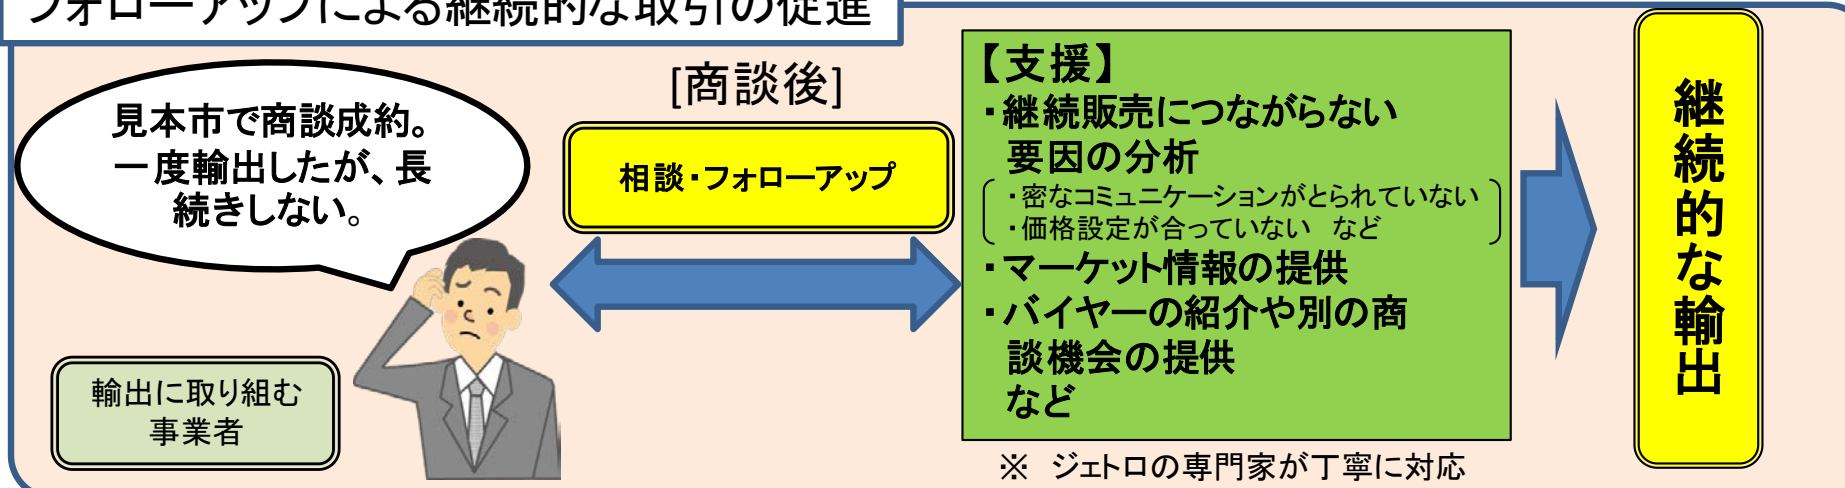 フォローアップによる継続的な取引の促進
見本市で商談成約。
一度輸出したが、長
続きしない。
輸出に取り組む
事業者
[商談後]
相談・フォローアップ
【支援】
・継続販売につながらない
要因の分析
・密なコミュニケーションがとられていない
・価格設定が合っていない　など
・マーケット情報の提供
・バイヤーの紹介や別の商
談機会の提供
など
※　ジェトロの専門家が丁寧に対応
継続的な輸出